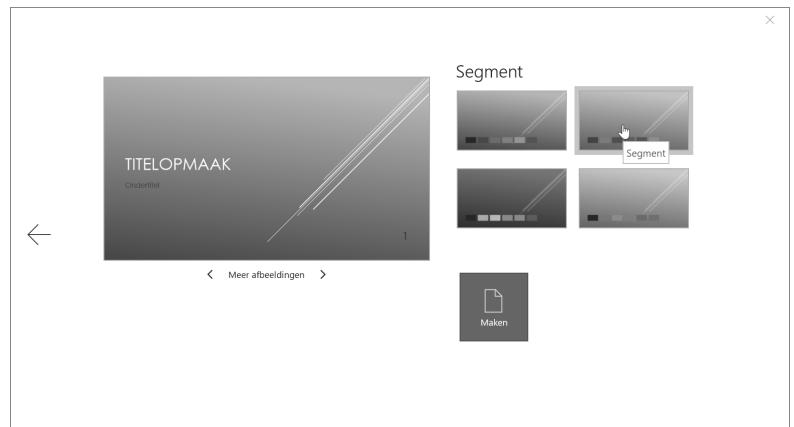 Segment
TITELOPMAAK
Ondertitel
1
Segment
Meer afbeeldingen
Maken